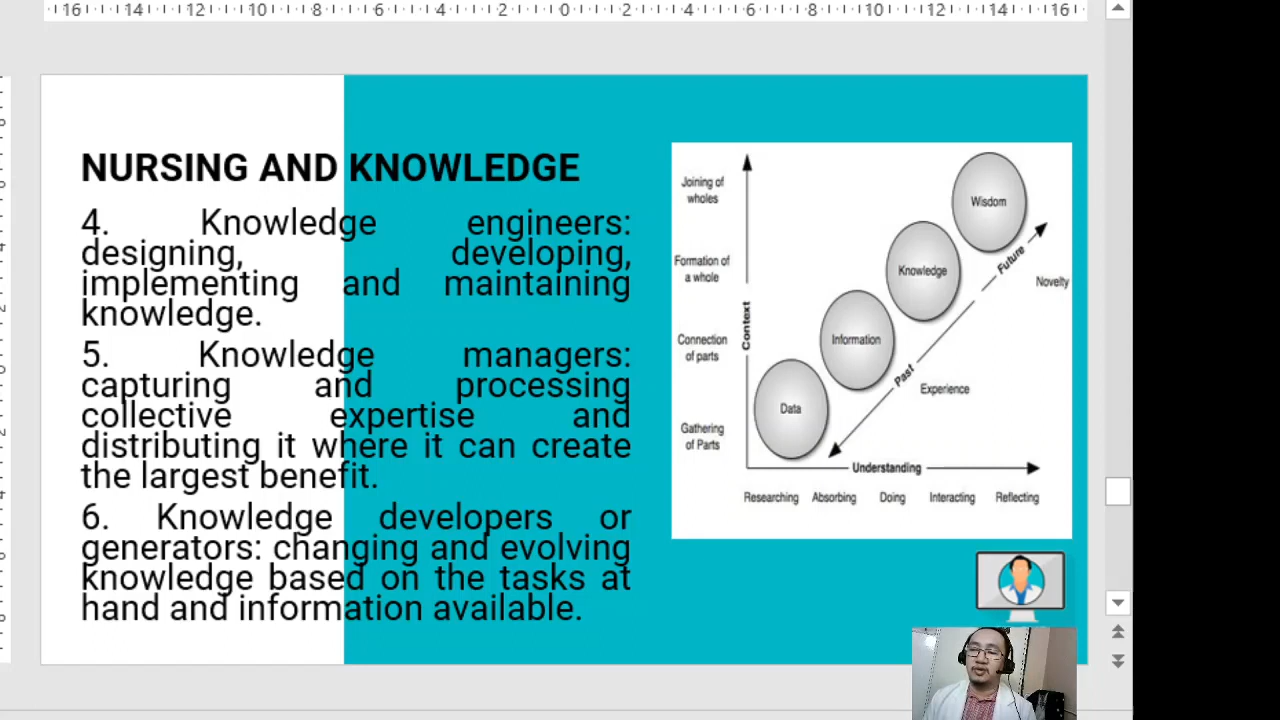 16 14 12 10 8 6 4 2 0 2 4 6 8 10 12 14 16
NURSING AND KNOWLEDGE
4. Knowledge engineers:
designing, developing,
implementing and maintaining
knowledge.
5. Knowledge managers:
capturing and processing
collective expertise and
distributing it where it can create
the largest benefit.
6. Knowledge developers or
generators: changing and evolving
knowledge based on the tasks at
hand and information available.
Joining of
wholes
Formation of
a whole
Connection
of parts
Gathering
of Parts
Context
Wisdom
Knowledge
Information
Data
Future
Novelty
Past
Experience
Understanding
Researching Absorbing Doing Interacting Reflecting